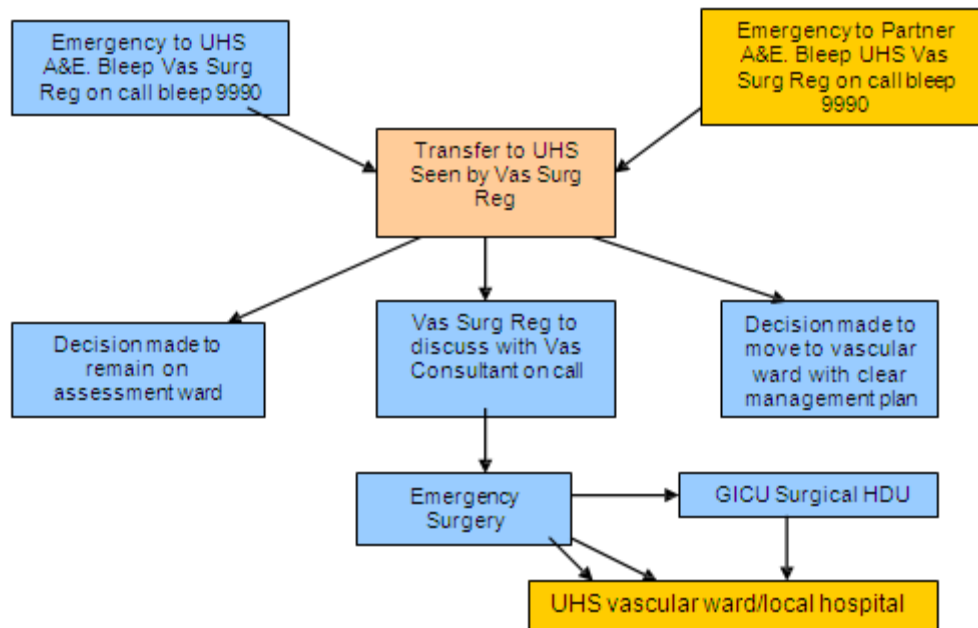 Emergency to UHS
A&E. Bleep Vas Surg
Reg on call bleep 9990
Emergency to Partner
A&E. Bleep UHS Vas
Surg Reg on call bleep
9990
Transfer to UHS
Seen by Vas Surg
Reg
Decision made to
remain on
assessment ward
Vas Surg Reg to
discuss with Vas
Consultant on call
Decision made to
move to vascular
ward with clear
management plan
Emergency
Surgery
GICU Surgical HDU
UHS vascular ward/local hospital